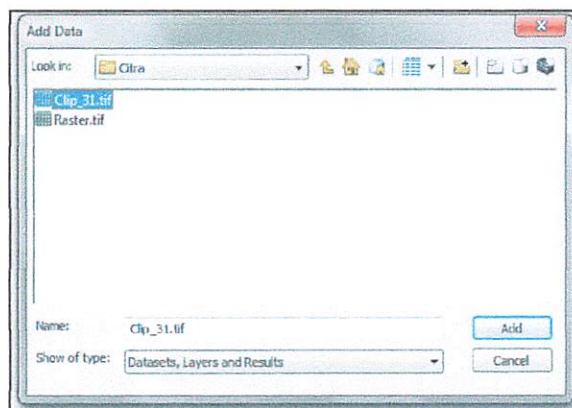 Add Data
Look in: Citra
Clip_31.tif
Raster.tif
Name: Clip_31.tif Add
Show of type: Datasets, Layers and Results Cancel